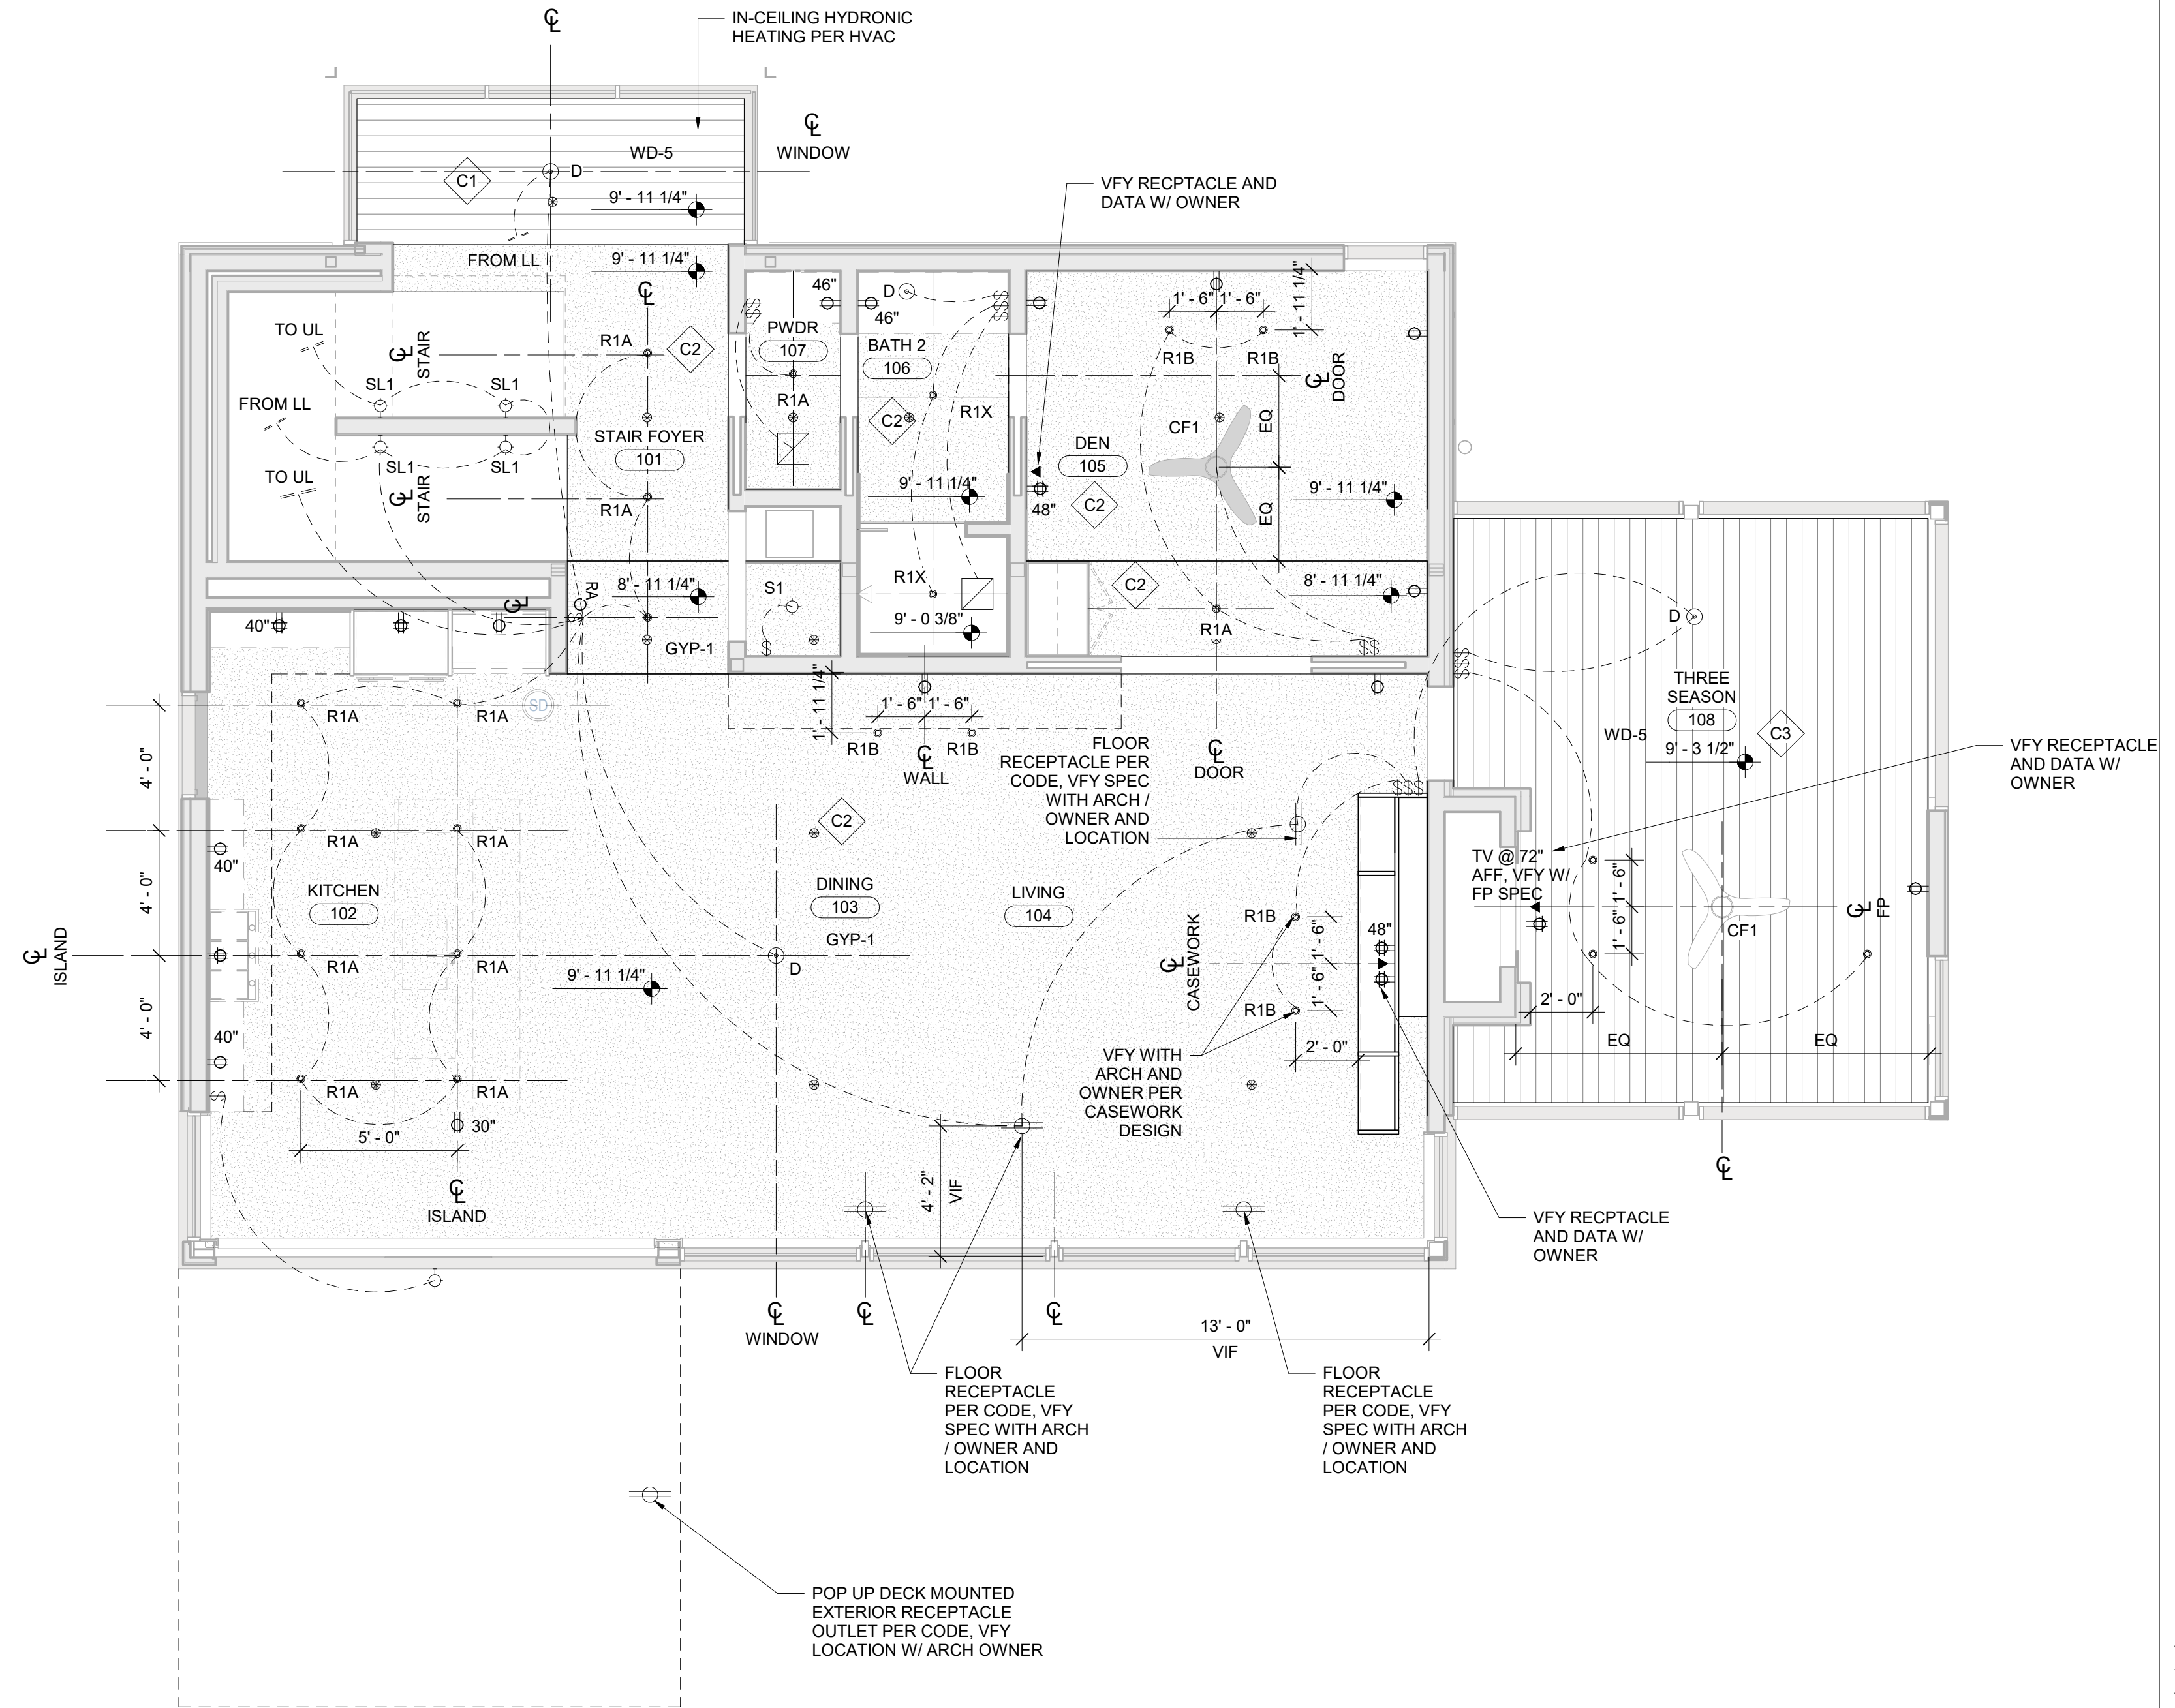 IN-CEILING HYDRONIC
HEATING PER HVAC
℄
℄
WINDOW
WD-5
C1
D
9' - 11 1/4"
VFY RECPTACLE AND
DATA W/ OWNER
FROM LL
9' - 11 1/4"
℄
TO UL
℄
STAIR
R1A
C2
SL1
SL1
FROM LL
SL1
SL1
TO UL
℄
STAIR
STAIR FOYER
101
R1A
$
$
46"
PWDR
107
R1A
D
46"
$
$
$
BATH 2
106
R1X
C2
9' - 11 1/4"
1' - 6"
1' - 6"
1' - 11 1/4"
R1B
R1B
℄
DOOR
EQ
CF1
DEN
105
EQ
C2
48"
9' - 11 1/4"
RA
℄
$
8' - 11 1/4"
GYP-1
S1
$
R1X
9' - 0 3/8"
C2
8' - 11 1/4"
R1A
$$
40"
R1A
R1A
SD
4' - 0"
1' - 11 1/4"
1' - 6"
1' - 6"
R1B
R1B
℄
WALL
℄
DOOR
FLOOR
RECEPTACLE PER
CODE, VFY SPEC
WITH ARCH /
OWNER AND
LOCATION
$$$
$
$
$
D
THREE
SEASON
108
WD-5
C3
9' - 3 1/2"
VFY RECEPTACLE
AND DATA W/
OWNER
R1A
R1A
40"
4' - 0"
KITCHEN
102
C2
DINING
103
GYP-1
LIVING
104
TV @ 72"
AFF, VFY W/
FP SPEC
1' - 6"
1' - 6"
CF1
℄
FP
℄
ISLAND
R1A
R1A
D
9' - 11 1/4"
℄
CASEWORK
R1B
1' - 6"
1' - 6"
48"
R1B
2' - 0"
2' - 0"
EQ
EQ
4' - 0"
40"
$
R1A
R1A
30"
5' - 0"
℄
ISLAND
VFY WITH
ARCH AND
OWNER PER
CASEWORK
DESIGN
4' - 2"
VIF
℄
VFY RECPTACLE
AND DATA W/
OWNER
℄
WINDOW
℄
℄
13' - 0"
VIF
FLOOR
RECEPTACLE
PER CODE, VFY
SPEC WITH ARCH
/ OWNER AND
LOCATION
FLOOR
RECEPTACLE
PER CODE, VFY
SPEC WITH ARCH
/ OWNER AND
LOCATION
POP UP DECK MOUNTED
EXTERIOR RECEPTACLE
OUTLET PER CODE, VFY
LOCATION W/ ARCH OWNER